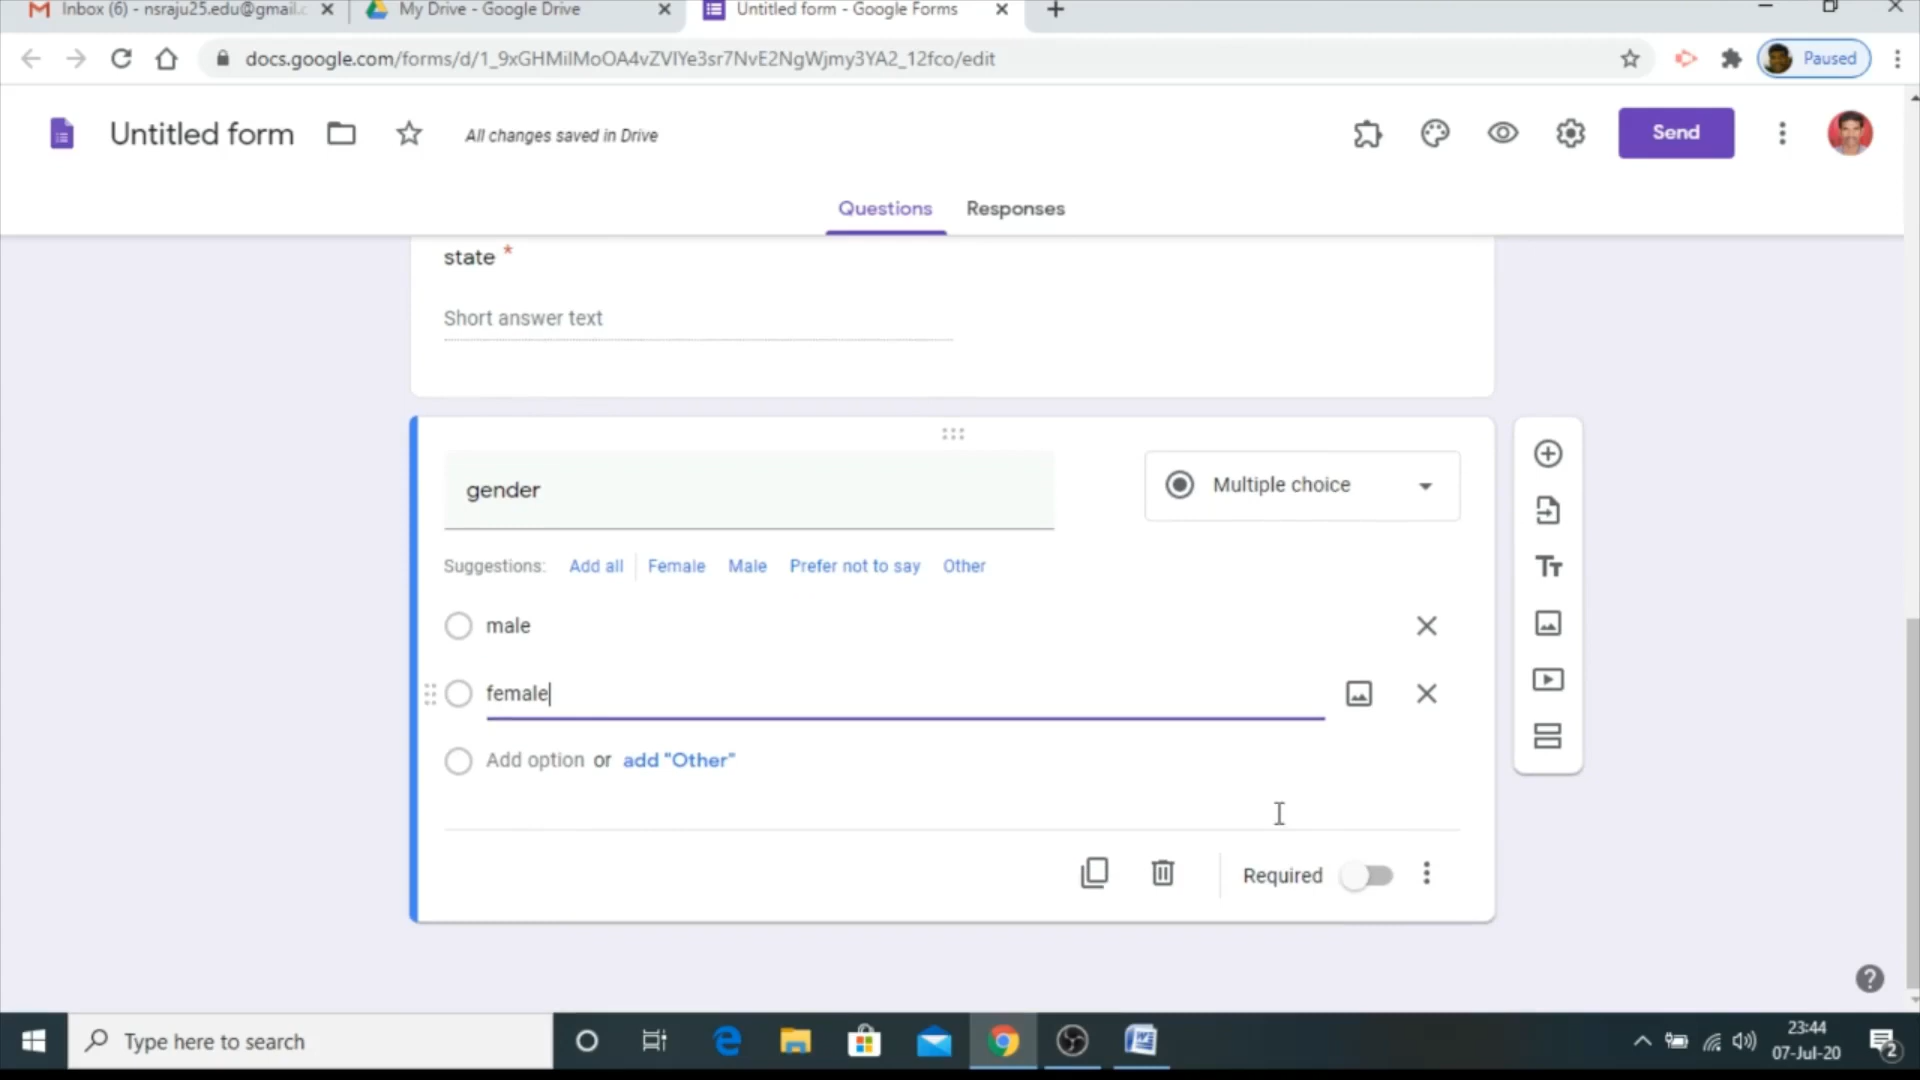 Inbox (6) - nsraju25.edu@gmail.c
My Drive - Google Drive
Untitled form - Google Forms
docs.google.com/forms/d/1_9xGHMiIMoOA4vZVIYe3sr7NvE2NgWjmy3YA2_12fco/edit
Paused
Untitled form
All changes saved in Drive
Send
Questions
Responses
state *
Short answer text
gender
Multiple choice
Suggestions: Add all Female Male Prefer not to say Other
male
female
Add option or add "Other"
Required
Type here to search
23:44
07-Jul-20
2